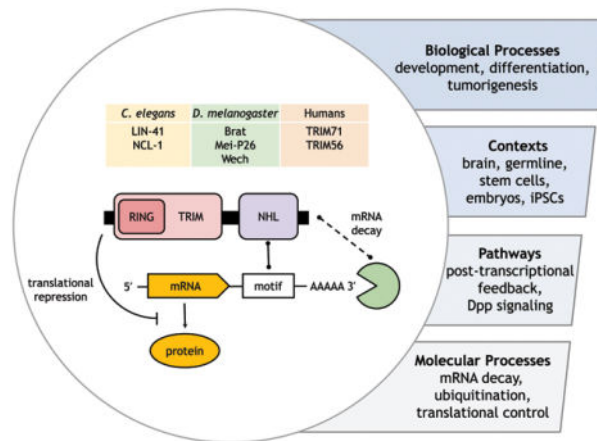 Biological Processes
development, differentiation,
tumorigenesis
Contexts
brain, germline,
stem cells,
embryos, iPSCs
Pathways
post-transcriptional
feedback,
Dpp signaling
Molecular Processes
mRNA decay,
ubiquitination,
translational control
C. elegans D. melanogaster Humans
LIN-41 Brat TRIM71
NCL-1 Mei-P26 TRIM56
Wech
RING TRIM NHL
mRNA
decay
translational
repression
5′ mRNA motif AAAAA 3′
protein